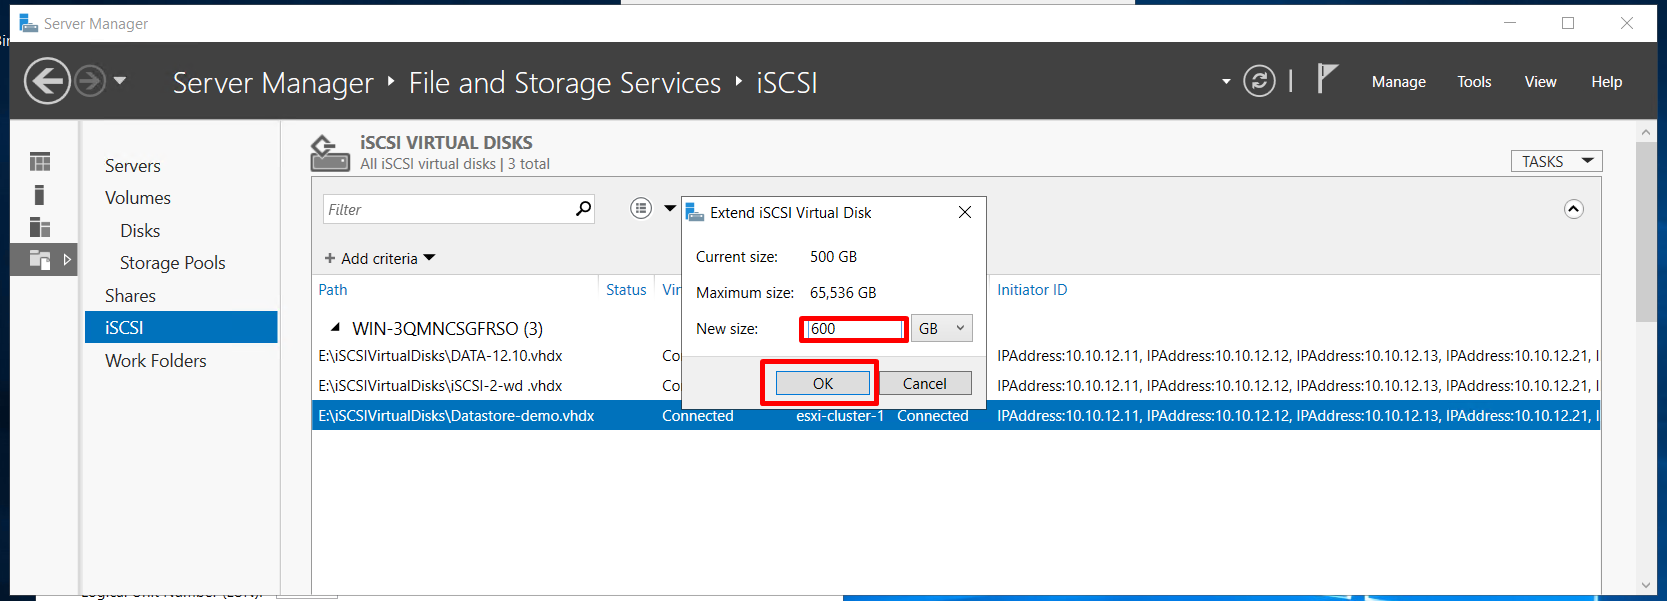 Server Manager
Server Manager ‣ File and Storage Services ‣ iSCSI
Manage Tools View Help
Servers
Volumes
Disks
Storage Pools
Shares
iSCSI
Work Folders
iSCSI VIRTUAL DISKS
All iSCSI virtual disks | 3 total
TASKS
Filter
+ Add criteria
Path Status Initiator ID
WIN-3QMNCSGFRSO (3)
E:\iSCSIVirtualDisks\DATA-12.10.vhdx IPAddress:10.10.12.11, IPAddress:10.10.12.12, IPAddress:10.10.12.13, IPAddress:10.10.12.21, I
E:\iSCSIVirtualDisks\iSCSI-2-wd .vhdx IPAddress:10.10.12.11, IPAddress:10.10.12.12, IPAddress:10.10.12.13, IPAddress:10.10.12.21, I
E:\iSCSIVirtualDisks\Datastore-demo.vhdx Connected esxi-cluster-1 Connected IPAddress:10.10.12.11, IPAddress:10.10.12.12, IPAddress:10.10.12.13, IPAddress:10.10.12.21, I
Extend iSCSI Virtual Disk
Current size: 500 GB
Maximum size: 65,536 GB
New size: 600 GB
OK Cancel